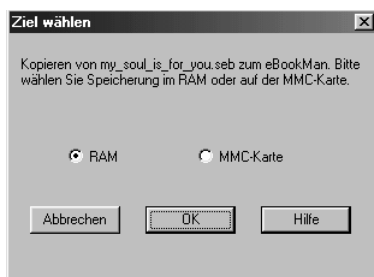 Ziel wählen
Kopieren von my_soul_is_for_you.seb zum eBookMan. Bitte
wählen Sie Speicherung im RAM oder auf der MMC-Karte.
RAM MMC-Karte
Abbrechen OK Hilfe